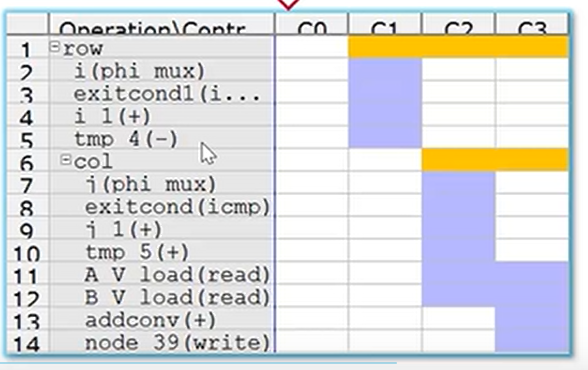 Operation\Contr C0 C1 C2 C3
1 row
2 i(phi mux)
3 exitcond1(i...
4 i 1(+)
5 tmp 4(-)
6 col
7 j(phi mux)
8 exitcond(icmp)
9 j 1(+)
10 tmp 5(+)
11 A V load(read)
12 B V load(read)
13 addconv(+)
14 node 39(write)